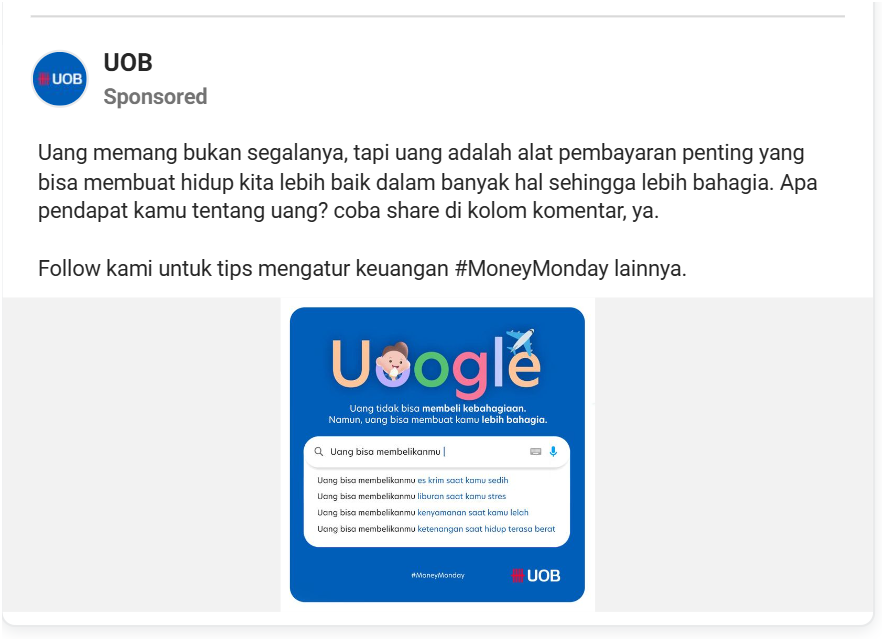 UOB
UOB
Sponsored
Uang memang bukan segalanya, tapi uang adalah alat pembayaran penting yang
bisa membuat hidup kita lebih baik dalam banyak hal sehingga lebih bahagia. Apa
pendapat kamu tentang uang? coba share di kolom komentar, ya.
Follow kami untuk tips mengatur keuangan #MoneyMonday lainnya.
Uoogle
Uang tidak bisa membeli kebahagiaan.
Namun, uang bisa membuat kamu lebih bahagia.
Uang bisa membelikanmu |
Uang bisa membelikanmu es krim saat kamu sedih
Uang bisa membelikanmu liburan saat kamu stres
Uang bisa membelikanmu kenyamanan saat kamu lelah
Uang bisa membelikanmu ketenangan saat hidup terasa berat
#MoneyMonday
UOB